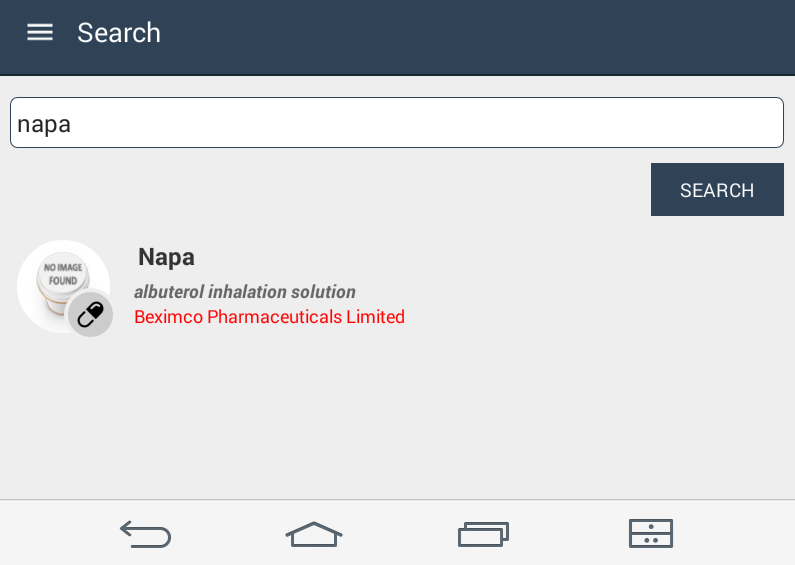 Search
napa
SEARCH
NO IMAGE
FOUND
Napa
albuterol inhalation solution
Beximco Pharmaceuticals Limited